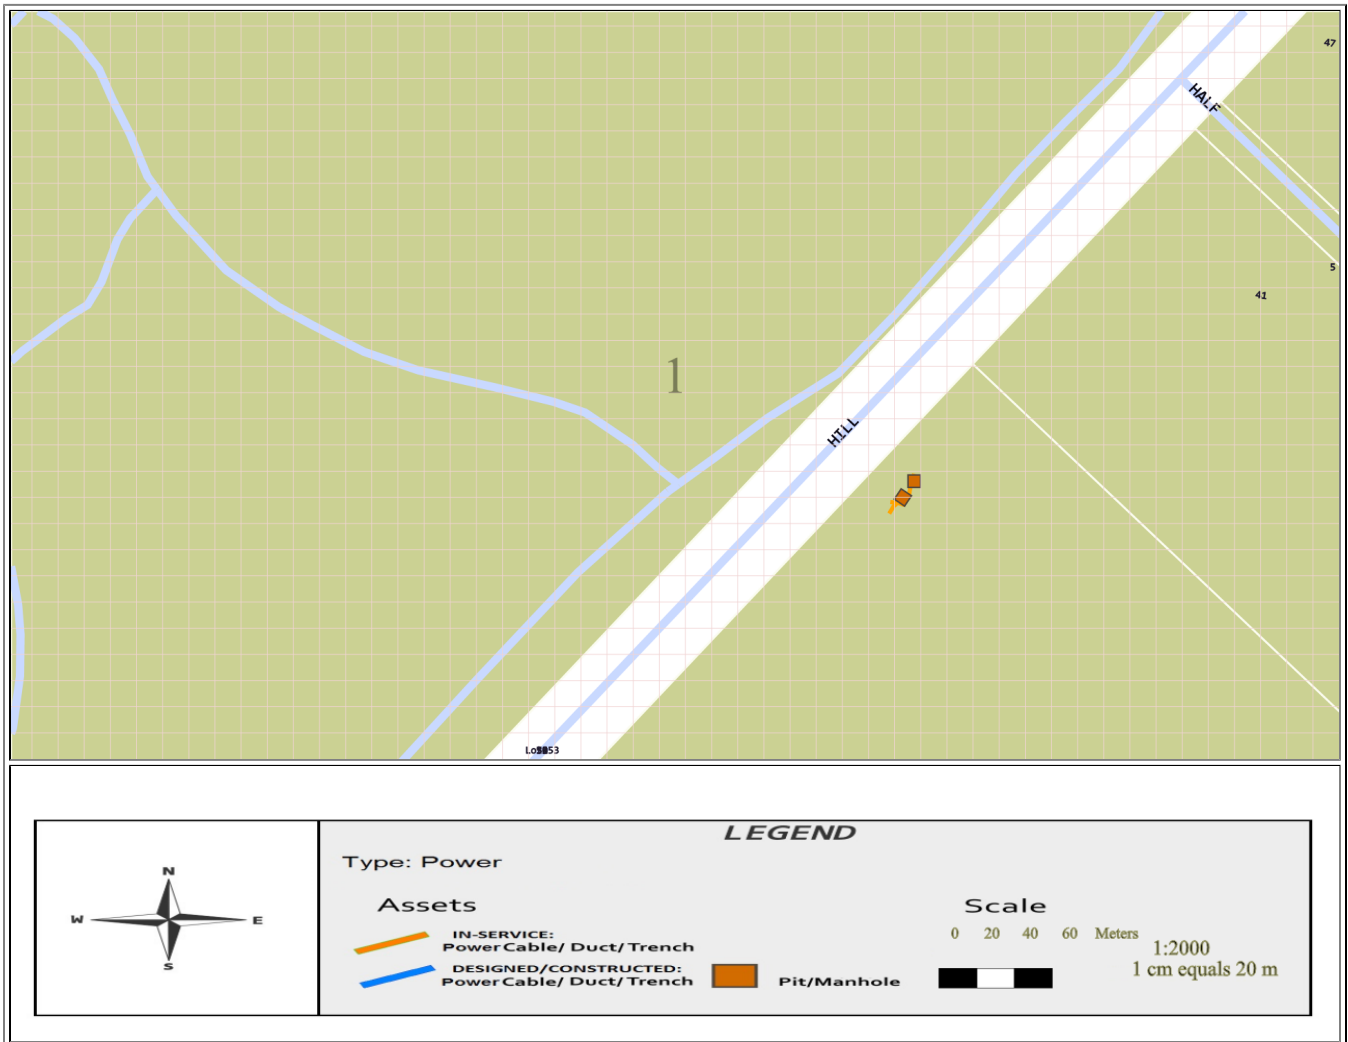 47
HALF
5
41
1
HILL
LEGEND
Type: Power
N
W E
S
Assets
Scale
IN-SERVICE:
Power Cable/ Duct/ Trench
0 20 40 60 Meters
1:2000
DESIGNED/CONSTRUCTED:
Power Cable/ Duct/ Trench
Pit/Manhole
1 cm equals 20 m